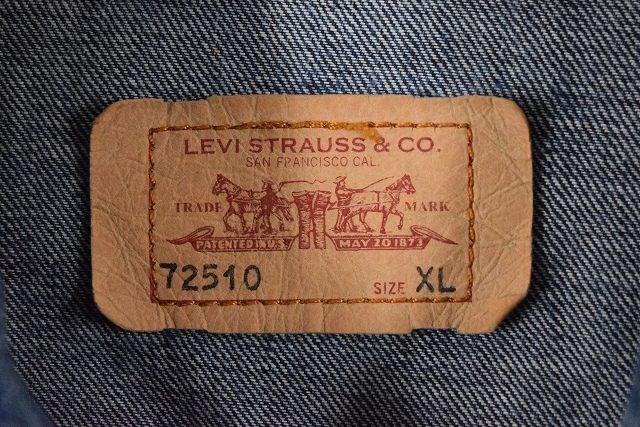 LEVI STRAUSS & CO.
SAN FRANCISCO CAL.
TRADE MARK
PATENTED IN U.S. MAY 20 1873
72510 SIZE XL